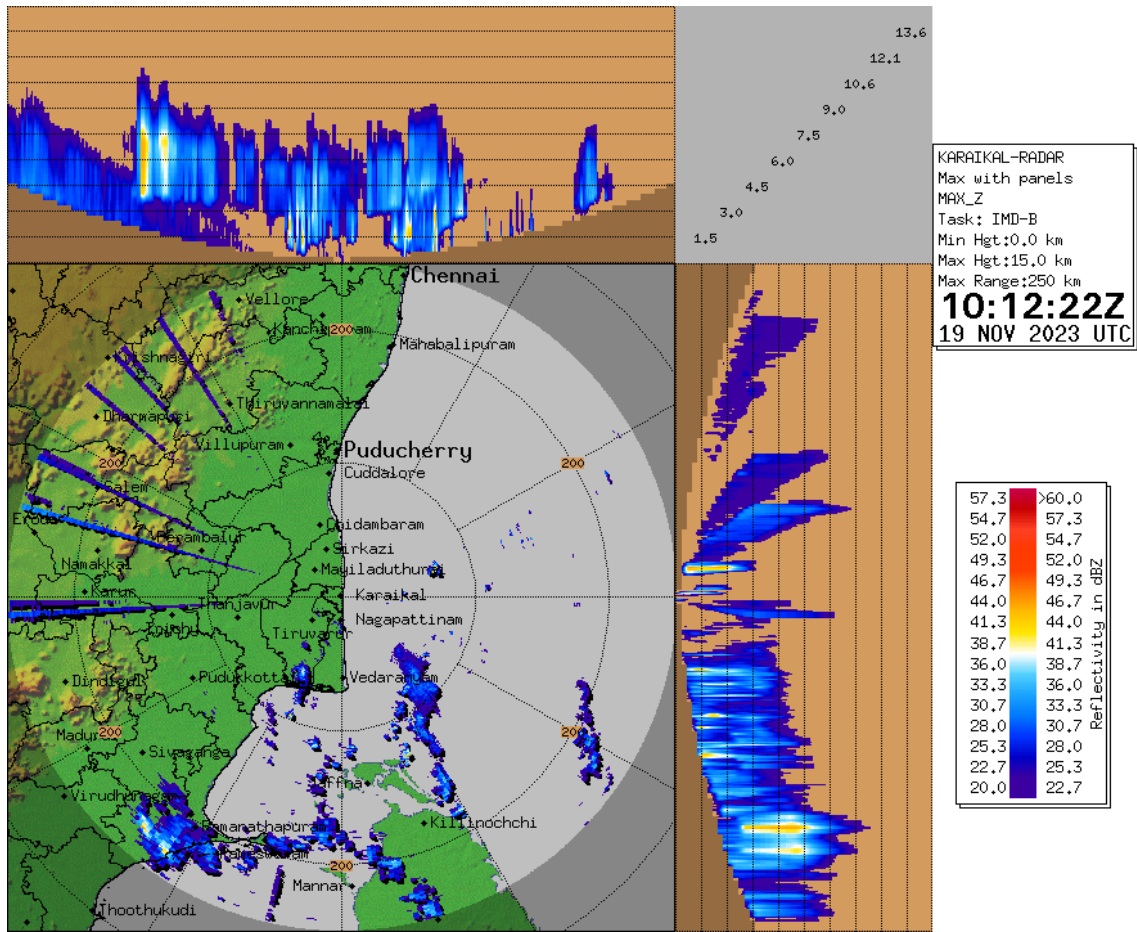 13.6
12.1
10.6
9.0
7.5
6.0
4.5
3.0
1.5
KARAIKAL-RADAR
Max with panels
MAX_Z
Task: IMD-B
Min Hgt:0.0 km
Max Hgt:15.0 km
Max Range:250 km
10:12:22Z
19 NOV 2023 UTC
Chennai
Vellore
200
Mahabalipuram
Krishnagiri
Thiruvannamalai
Dharmapuri
Villupuram
Puducherry
200
200
Cuddalore
Salem
Chidambaram
Perambalur
Sirkazi
Namakkal
Mayiladuthurai
Karur
Karaikal
Thanjavur
Nagapattinam
Tiruvarur
Dindigul
Pudukkottai
Vedaranyam
200
200
Sivaganga
Jaffna
Virudhunagar
Ramanathapuram
Killinochchi
Rameswaram
200
Mannar
Thoothukudi
57.3 >60.0
54.7 57.3
52.0 54.7
49.3 52.0
46.7 49.3
44.0 46.7
41.3 44.0
38.7 41.3
36.0 38.7
33.3 36.0
30.7 33.3
28.0 30.7
25.3 28.0
22.7 25.3
20.0 22.7
Reflectivity in dBZ